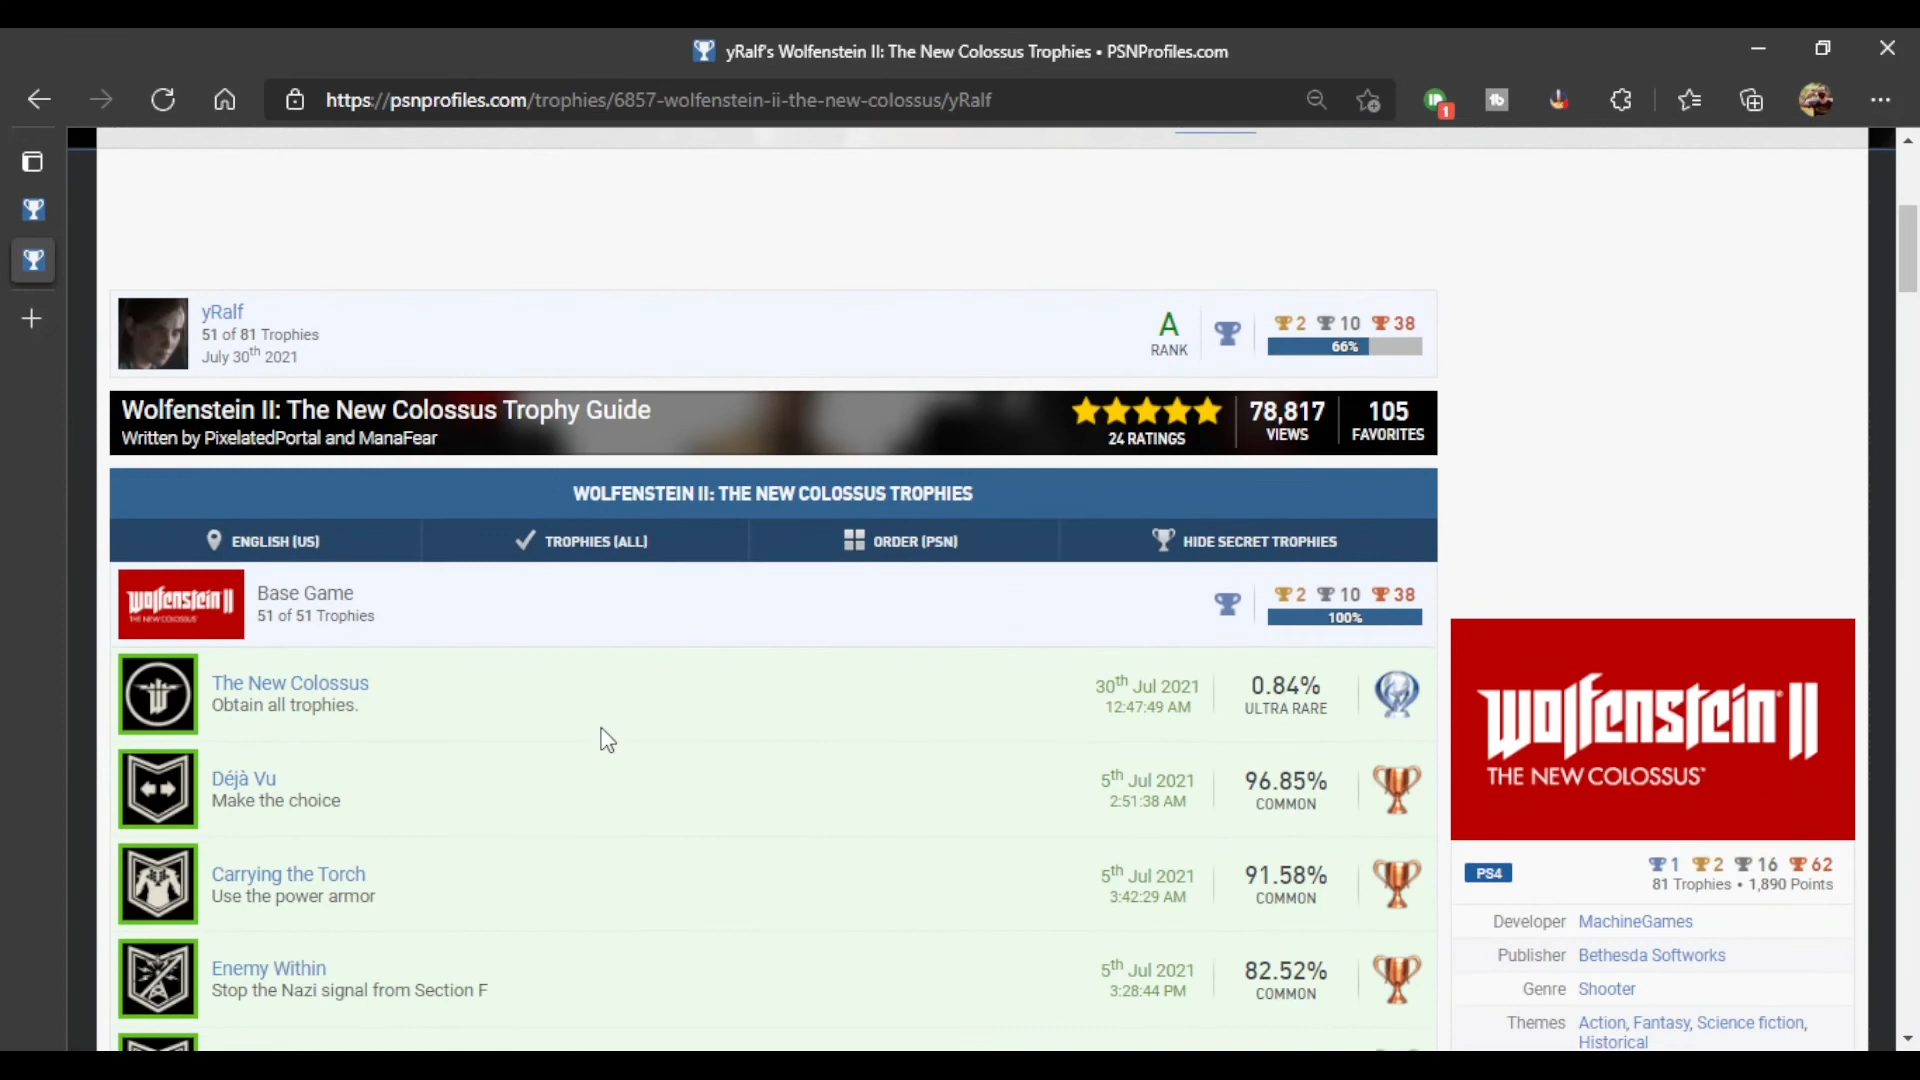 yRalf's Wolfenstein II: The New Colossus Trophies • PSNProfiles.com
https://psnprofiles.com/trophies/6857-wolfenstein-ii-the-new-colossus/yRalf
1
yRalf
51 of 81 Trophies
July 30th 2021
A
RANK
2 10 38
66%
Wolfenstein II: The New Colossus Trophy Guide
Written by PixelatedPortal and ManaFear
24 RATINGS
78,817
VIEWS
105
FAVORITES
WOLFENSTEIN II: THE NEW COLOSSUS TROPHIES
ENGLISH (US)
TROPHIES (ALL)
ORDER (PSN)
HIDE SECRET TROPHIES
wolfenstein II
THE NEW COLOSSUS
Base Game
51 of 51 Trophies
2 10 38
100%
The New Colossus
Obtain all trophies.
30th Jul 2021
12:47:49 AM
0.84%
ULTRA RARE
Déjà Vu
Make the choice
5th Jul 2021
2:51:38 AM
96.85%
COMMON
Carrying the Torch
Use the power armor
5th Jul 2021
3:42:29 AM
91.58%
COMMON
Enemy Within
Stop the Nazi signal from Section F
5th Jul 2021
3:28:44 PM
82.52%
COMMON
wolfenstein II
THE NEW COLOSSUS
PS4
1 2 16 62
81 Trophies • 1,890 Points
Developer MachineGames
Publisher Bethesda Softworks
Genre Shooter
Themes Action, Fantasy, Science fiction,
Historical